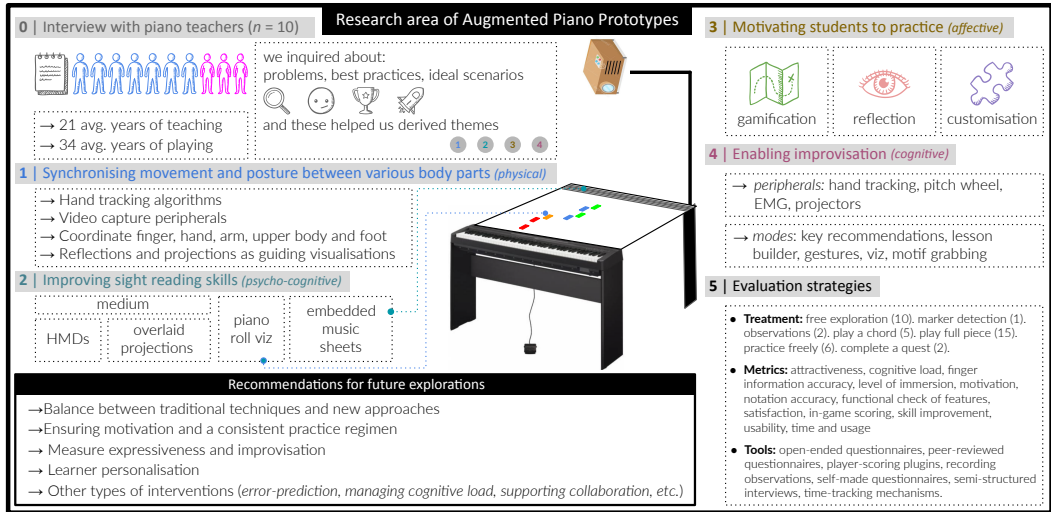 Research area of Augmented Piano Prototypes
0 | Interview with piano teachers (n = 10)
we inquired about:
problems, best practices, ideal scenarios
and these helped us derived themes
1 2 3 4
→ 21 avg. years of teaching
→ 34 avg. years of playing
1 | Synchronising movement and posture between various body parts (physical)
→ Hand tracking algorithms
→ Video capture peripherals
→ Coordinate finger, hand, arm, upper body and foot
→ Reflections and projections as guiding visualisations
2 | Improving sight reading skills (psycho-cognitive)
medium
HMDs
overlaid
projections
piano
roll viz
embedded
music
sheets
Recommendations for future explorations
→Balance between traditional techniques and new approaches
→Ensuring motivation and a consistent practice regimen
→ Measure expressiveness and improvisation
→ Learner personalisation
→ Other types of interventions (error-prediction, managing cognitive load, supporting collaboration, etc.)
3 | Motivating students to practice (affective)
gamification
reflection
customisation
4 | Enabling improvisation (cognitive)
→ peripherals: hand tracking, pitch wheel,
EMG, projectors
→ modes: key recommendations, lesson
builder, gestures, viz, motif grabbing
5 | Evaluation strategies
• Treatment: free exploration (10). marker detection (1).
observations (2). play a chord (5). play full piece (15).
practice freely (6). complete a quest (2).
• Metrics: attractiveness, cognitive load, finger
information accuracy, level of immersion, motivation,
notation accuracy, functional check of features,
satisfaction, in-game scoring, skill improvement,
usability, time and usage
• Tools: open-ended questionnaires, peer-reviewed
questionnaires, player-scoring plugins, recording
observations, self-made questionnaires, semi-structured
interviews, time-tracking mechanisms.